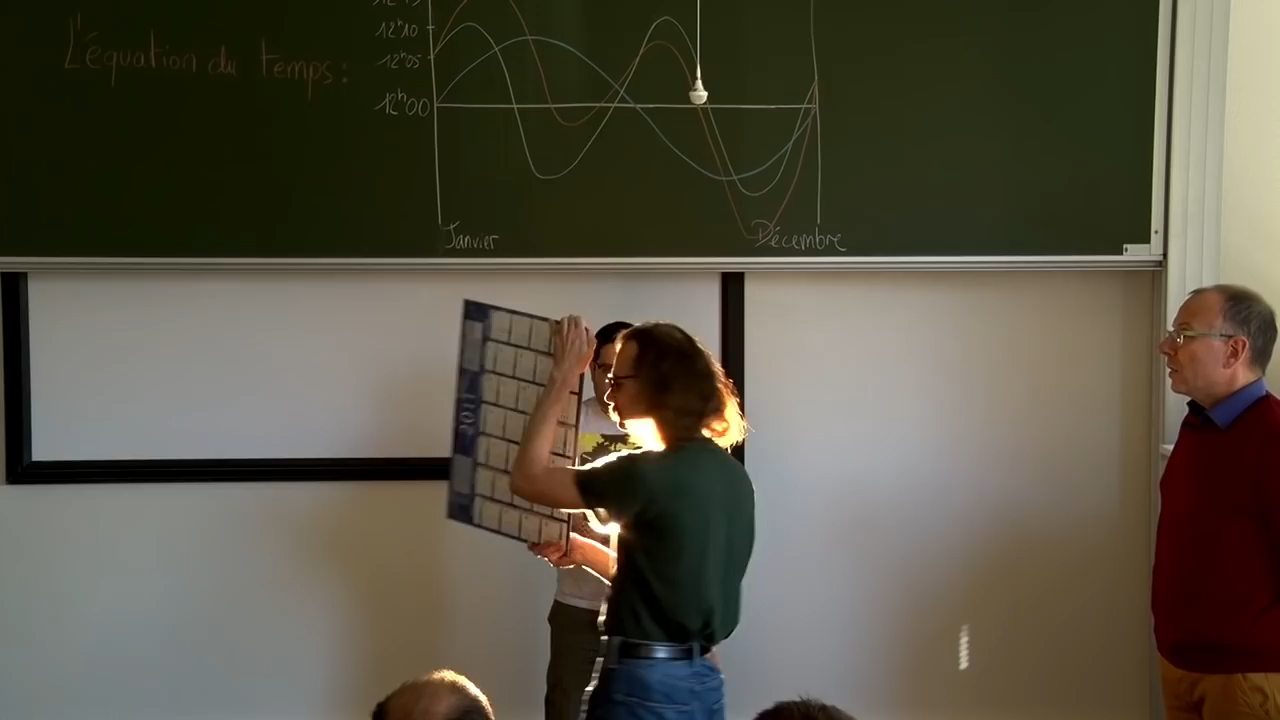 L'équation du temps :
12h10
12h05
12h00
Janvier
Décembre